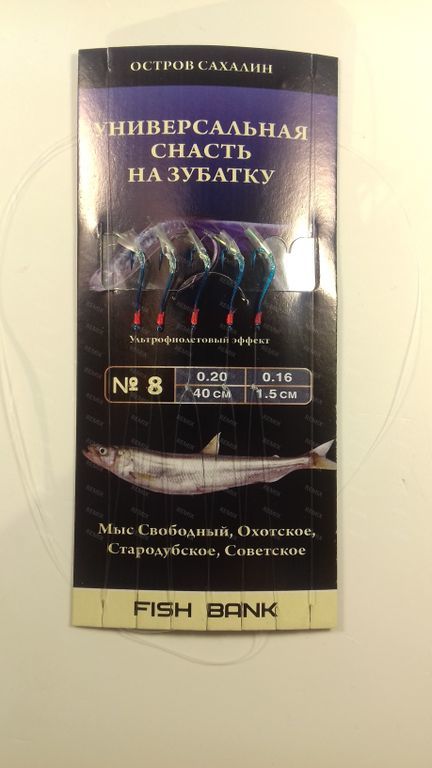 ОСТРОВ САХАЛИН
УНИВЕРСАЛЬНАЯ
СНАСТЬ
НА ЗУБАТКУ
Ультрофиолетовый эффект
№ 8
0.20 0.16
40 СМ 1.5 СМ
Мыс Свободный, Охотское,
Стародубское, Советское
FISH BANK